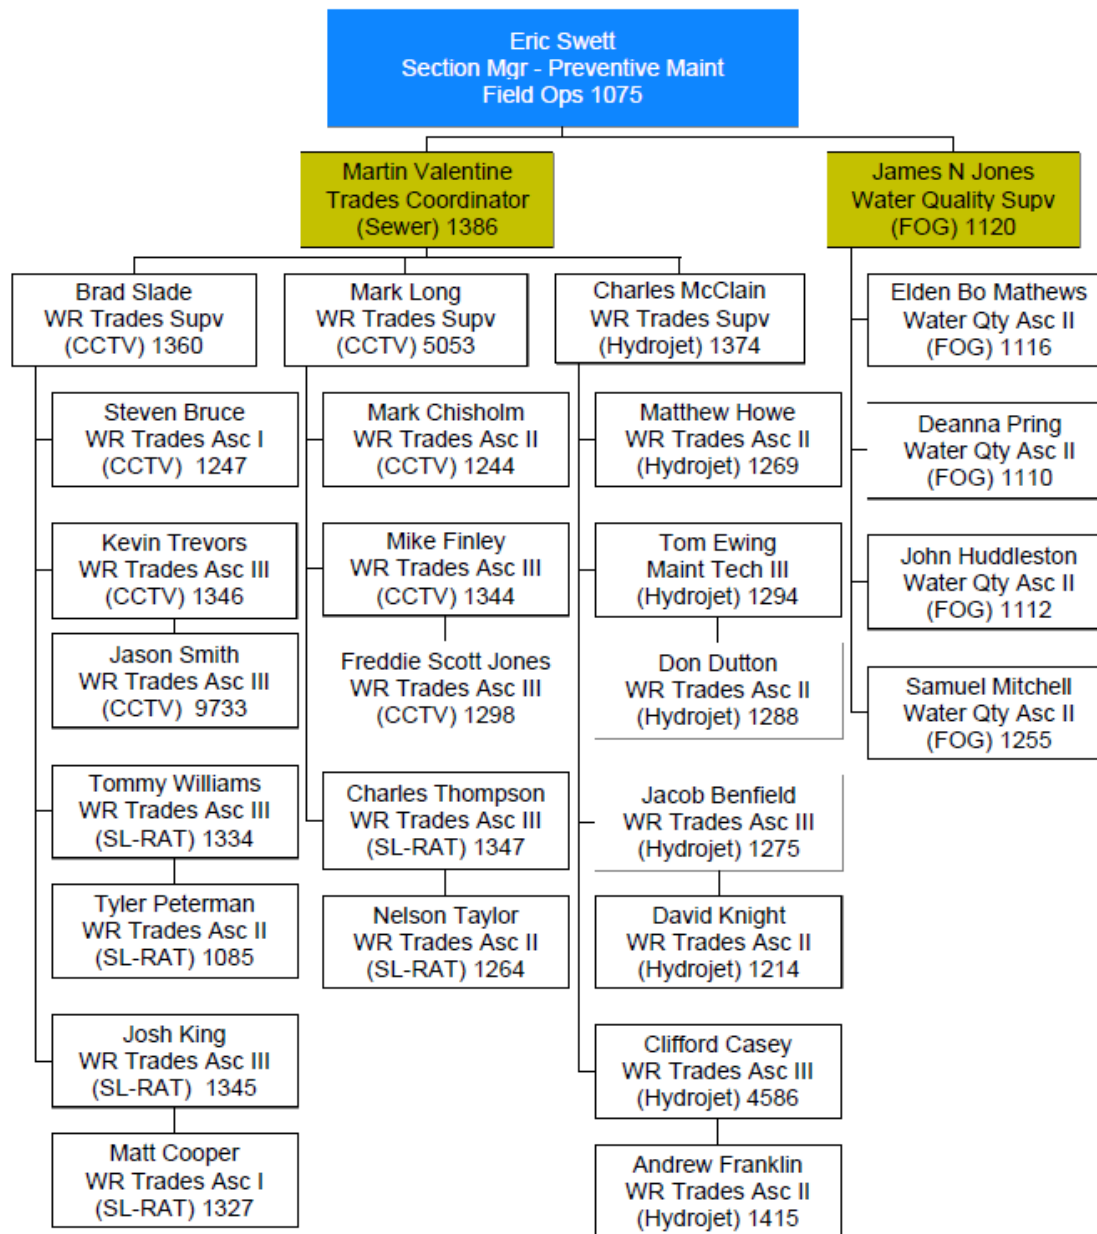 Eric Swett
Section Mgr - Preventive Maint
Field Ops 1075
Martin Valentine
Trades Coordinator
(Sewer) 1386
James N Jones
Water Quality Supv
(FOG) 1120
Brad Slade
WR Trades Supv
(CCTV) 1360
Mark Long
WR Trades Supv
(CCTV) 5053
Charles McClain
WR Trades Supv
(Hydrojet) 1374
Elden Bo Mathews
Water Qty Asc II
(FOG) 1116
Steven Bruce
WR Trades Asc I
(CCTV) 1247
Mark Chisholm
WR Trades Asc II
(CCTV) 1244
Matthew Howe
WR Trades Asc II
(Hydrojet) 1269
Deanna Pring
Water Qty Asc II
(FOG) 1110
Kevin Trevors
WR Trades Asc III
(CCTV) 1346
Mike Finley
WR Trades Asc III
(CCTV) 1344
Tom Ewing
Maint Tech III
(Hydrojet) 1294
John Huddleston
Water Qty Asc II
(FOG) 1112
Jason Smith
WR Trades Asc III
(CCTV) 9733
Freddie Scott Jones
WR Trades Asc III
(CCTV) 1298
Don Dutton
WR Trades Asc II
(Hydrojet) 1288
Samuel Mitchell
Water Qty Asc II
(FOG) 1255
Tommy Williams
WR Trades Asc III
(SL-RAT) 1334
Charles Thompson
WR Trades Asc III
(SL-RAT) 1347
Jacob Benfield
WR Trades Asc III
(Hydrojet) 1275
Tyler Peterman
WR Trades Asc II
(SL-RAT) 1085
Nelson Taylor
WR Trades Asc II
(SL-RAT) 1264
David Knight
WR Trades Asc II
(Hydrojet) 1214
Josh King
WR Trades Asc III
(SL-RAT) 1345
Clifford Casey
WR Trades Asc III
(Hydrojet) 4586
Matt Cooper
WR Trades Asc I
(SL-RAT) 1327
Andrew Franklin
WR Trades Asc II
(Hydrojet) 1415